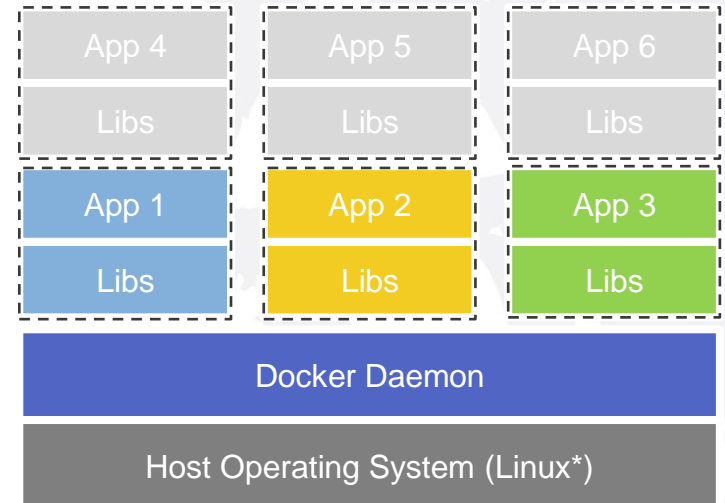 App 4
App 5
App 6
Libs
Libs
Libs
App 1
App 2
App 3
Libs
Libs
Libs
Docker Daemon
Host Operating System (Linux*)